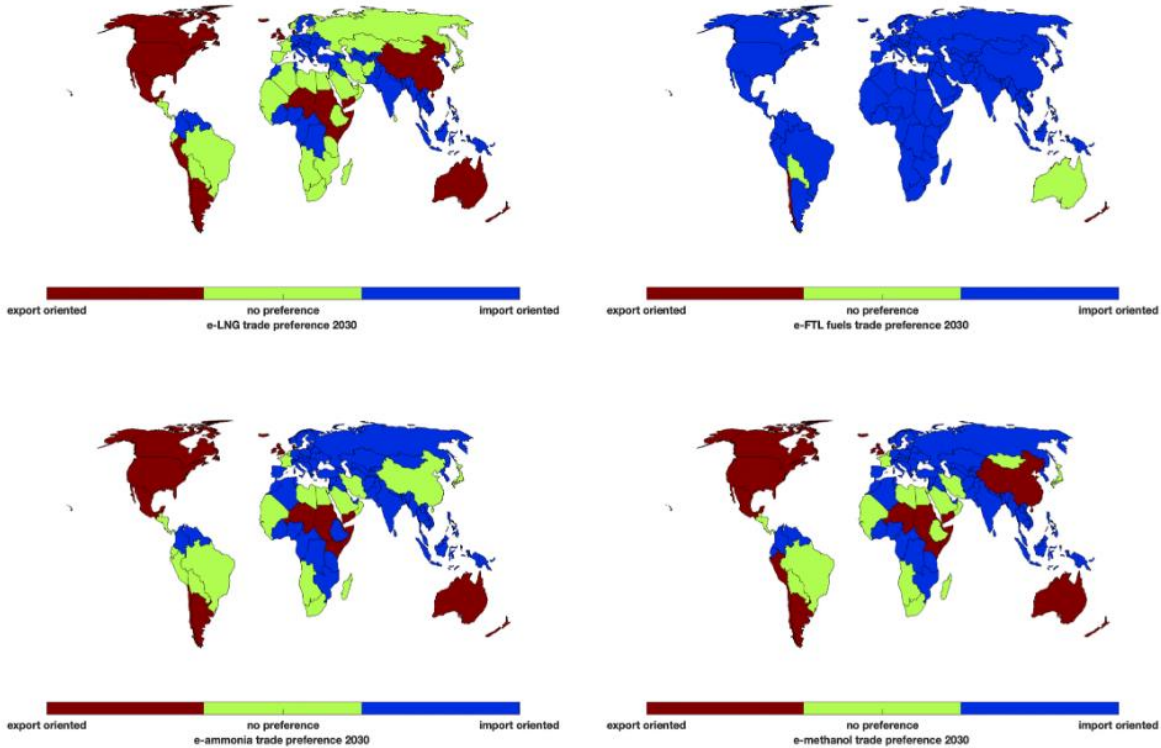 export oriented no preference import oriented
e-LNG trade preference 2030
export oriented no preference import oriented
e-FTL fuels trade preference 2030
export oriented no preference import oriented
e-ammonia trade preference 2030
export oriented no preference import oriented
e-methanol trade preference 2030